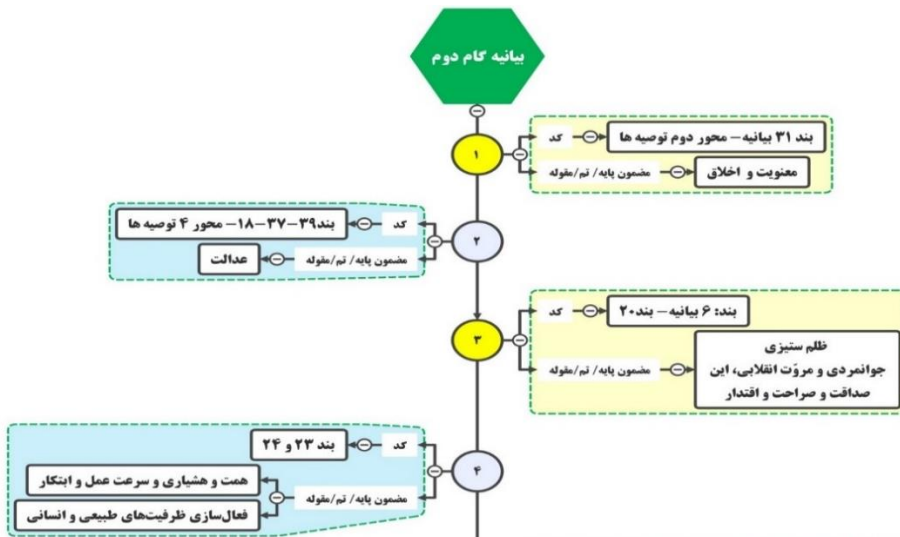 بیانیه گام دوم
۱
کد
بند ۳۱ بیانیه – محور دوم توصیه ها
مضمون پایه/ تم/مقوله
معنویت و اخلاق
۲
کد
بند۳۹–۳۷–۱۸– محور ۴ توصیه ها
مضمون پایه/ تم/مقوله
عدالت
۳
کد
بند: ۶ بیانیه – بند۲۰
مضمون پایه/ تم/مقوله
ظلم ستیزی
جوانمردی و مروّت انقلابی، این
صداقت و صراحت و اقتدار
۴
کد
بند ۲۳ و ۲۴
مضمون پایه/ تم/مقوله
همت و هشیاری و سرعت عمل و ابتکار
فعال‌سازی ظرفیت‌های طبیعی و انسانی